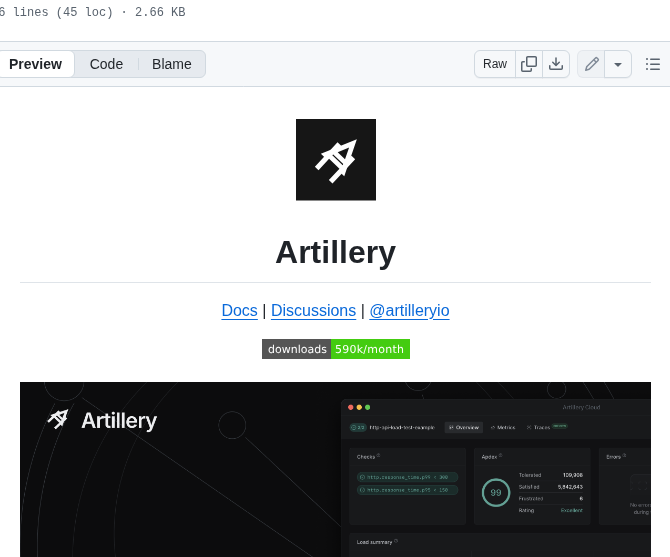 6 lines (45 loc) · 2.66 KB
Preview Code Blame Raw
Artillery
Docs | Discussions | @artilleryio
downloads 590k/month
Artillery
Artillery Cloud
http-api-load-test-example Overview Metrics Traces
Checks Apdex Errors
http.response_time.p99 < 300
http.response_time.p95 < 150
99
Tolerated 109,908
Satisfied 5,842,643
Frustrated 6
Rating Excellent
Load summary